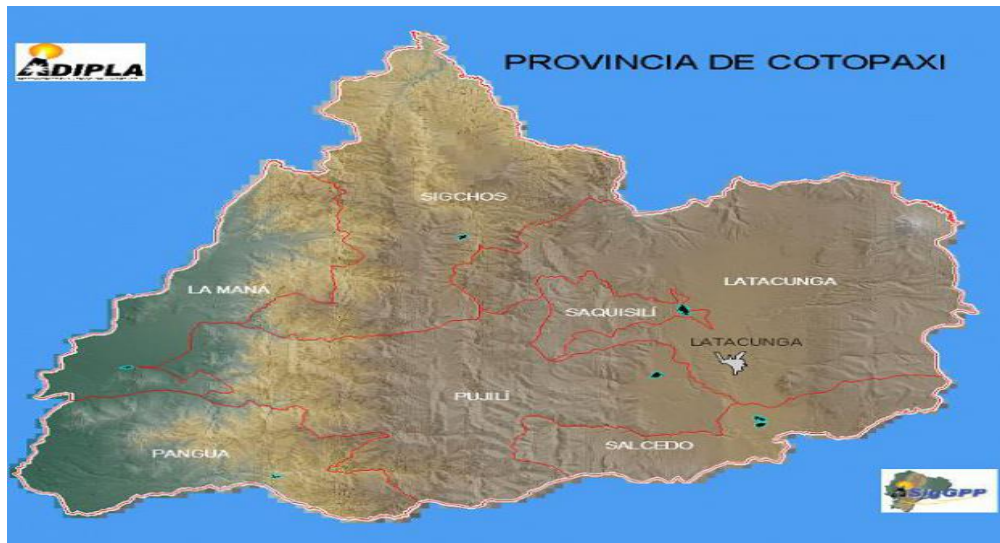 ADIPLA
PROVINCIA DE COTOPAXI
SIGCHOS
LA MANÁ
LATACUNGA
SAQUISILÍ
LATACUNGA
PUJILÍ
SALCEDO
PANGUA
SigGPP